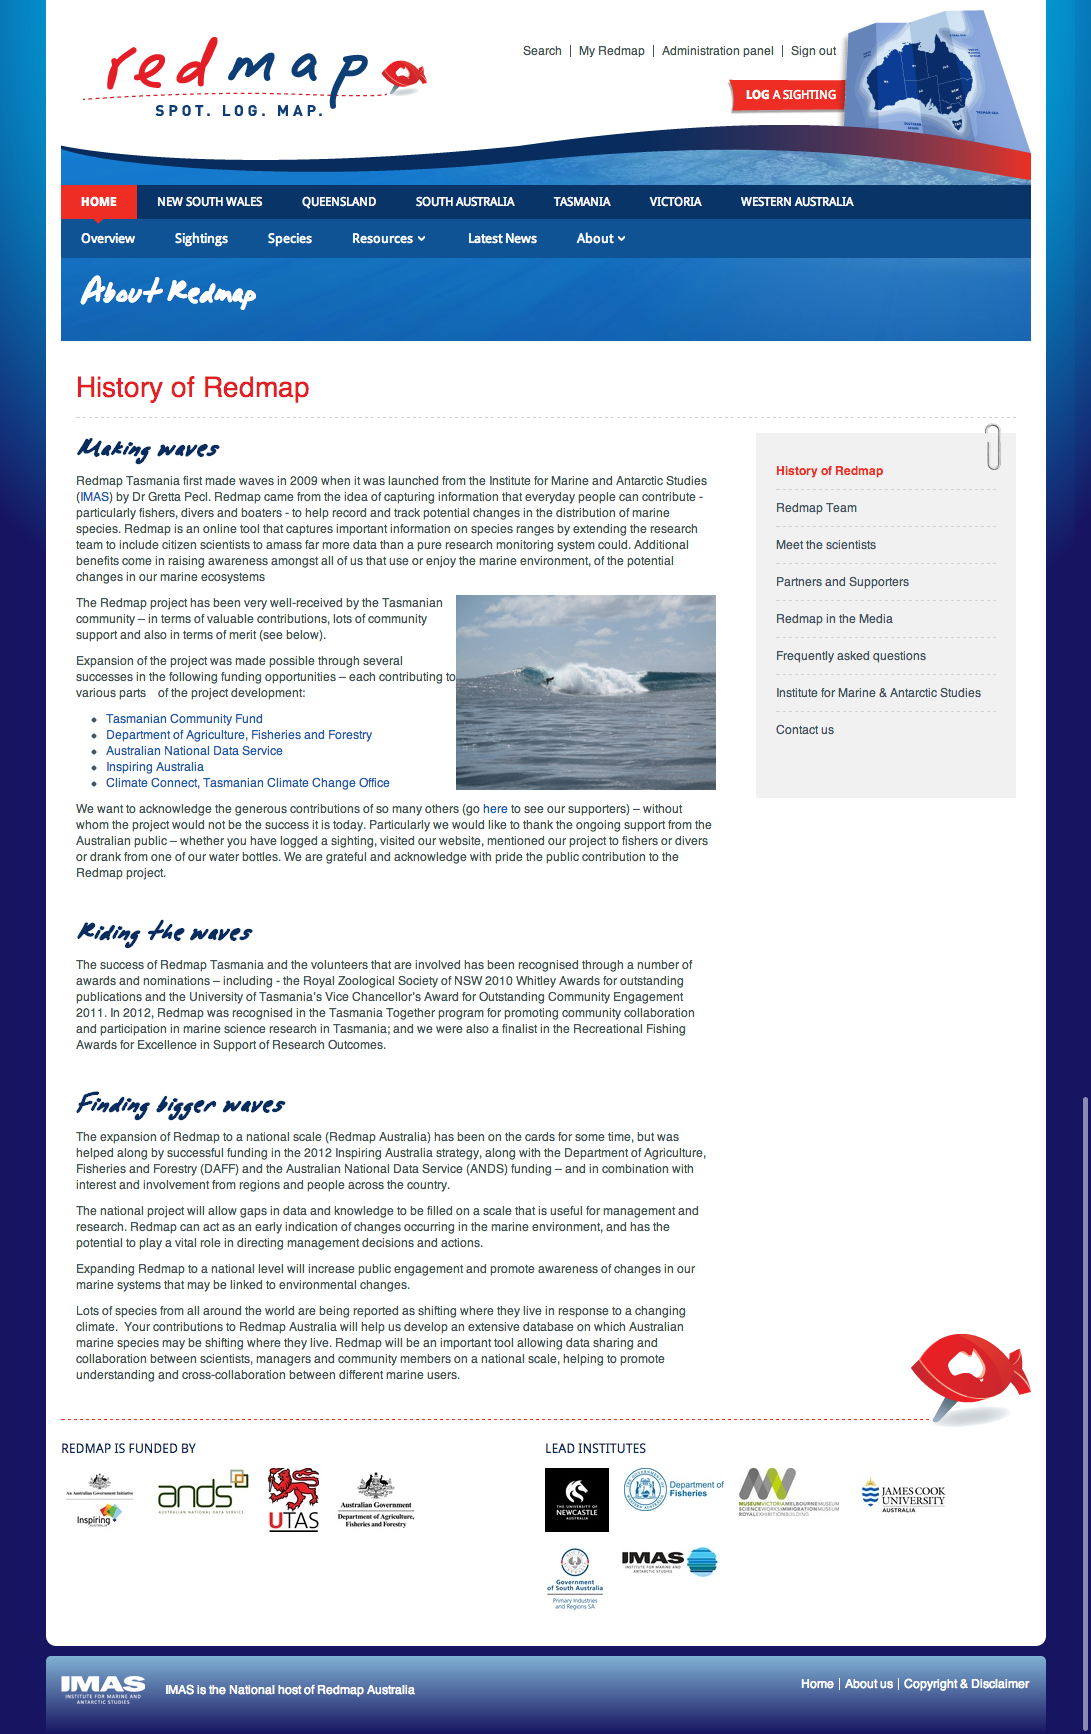 redmap
SPOT. LOG. MAP.
Search | My Redmap | Administration panel | Sign out
LOG A SIGHTING
HOME NEW SOUTH WALES QUEENSLAND SOUTH AUSTRALIA TASMANIA VICTORIA WESTERN AUSTRALIA
Overview Sightings Species Resources Latest News About
About Redmap
History of Redmap
Making waves
Redmap Tasmania first made waves in 2009 when it was launched from the Institute for Marine and Antarctic Studies
(IMAS) by Dr Gretta Pecl. Redmap came from the idea of capturing information that everyday people can contribute -
particularly fishers, divers and boaters - to help record and track potential changes in the distribution of marine
species. Redmap is an online tool that captures important information on species ranges by extending the research
team to include citizen scientists to amass far more data than a pure research monitoring system could. Additional
benefits come in raising awareness amongst all of us that use or enjoy the marine environment, of the potential
changes in our marine ecosystems
The Redmap project has been very well-received by the Tasmanian
community – in terms of valuable contributions, lots of community
support and also in terms of merit (see below).
Expansion of the project was made possible through several
successes in the following funding opportunities – each contributing to
various parts of the project development:
Tasmanian Community Fund
Department of Agriculture, Fisheries and Forestry
Australian National Data Service
Inspiring Australia
Climate Connect, Tasmanian Climate Change Office
We want to acknowledge the generous contributions of so many others (go here to see our supporters) – without
whom the project would not be the success it is today. Particularly we would like to thank the ongoing support from the
Australian public – whether you have logged a sighting, visited our website, mentioned our project to fishers or divers
or drank from one of our water bottles. We are grateful and acknowledge with pride the public contribution to the
Redmap project.
Riding the waves
The success of Redmap Tasmania and the volunteers that are involved has been recognised through a number of
awards and nominations – including - the Royal Zoological Society of NSW 2010 Whitley Awards for outstanding
publications and the University of Tasmania's Vice Chancellor's Award for Outstanding Community Engagement
2011. In 2012, Redmap was recognised in the Tasmania Together program for promoting community collaboration
and participation in marine science research in Tasmania; and we were also a finalist in the Recreational Fishing
Awards for Excellence in Support of Research Outcomes.
Finding bigger waves
The expansion of Redmap to a national scale (Redmap Australia) has been on the cards for some time, but was
helped along by successful funding in the 2012 Inspiring Australia strategy, along with the Department of Agriculture,
Fisheries and Forestry (DAFF) and the Australian National Data Service (ANDS) funding – and in combination with
interest and involvement from regions and people across the country.
The national project will allow gaps in data and knowledge to be filled on a scale that is useful for management and
research. Redmap can act as an early indication of changes occurring in the marine environment, and has the
potential to play a vital role in directing management decisions and actions.
Expanding Redmap to a national level will increase public engagement and promote awareness of changes in our
marine systems that may be linked to environmental changes.
Lots of species from all around the world are being reported as shifting where they live in response to a changing
climate. Your contributions to Redmap Australia will help us develop an extensive database on which Australian
marine species may be shifting where they live. Redmap will be an important tool allowing data sharing and
collaboration between scientists, managers and community members on a national scale, helping to promote
understanding and cross-collaboration between different marine users.
History of Redmap
Redmap Team
Meet the scientists
Partners and Supporters
Redmap in the Media
Frequently asked questions
Institute for Marine & Antarctic Studies
Contact us
REDMAP IS FUNDED BY
An Australian Government Initiative
Inspiring
AUSTRALIA
ands
AUSTRALIAN NATIONAL DATA SERVICE
UTAS
Australian Government
Department of Agriculture,
Fisheries and Forestry
LEAD INSTITUTES
THE UNIVERSITY OF
NEWCASTLE
AUSTRALIA
Department of
Fisheries
MUSEUMVICTORIAMELBOURNEMUSEUM
SCIENCEWORKSIMMIGRATIONMUSEUM
ROYALEXHIBITIONBUILDING
JAMES COOK
UNIVERSITY
AUSTRALIA
Government
of South Australia
Primary Industries
and Regions SA
IMAS
INSTITUTE FOR MARINE AND
ANTARCTIC STUDIES
IMAS
INSTITUTE FOR MARINE AND
ANTARCTIC STUDIES
IMAS is the National host of Redmap Australia
Home | About us | Copyright & Disclaimer